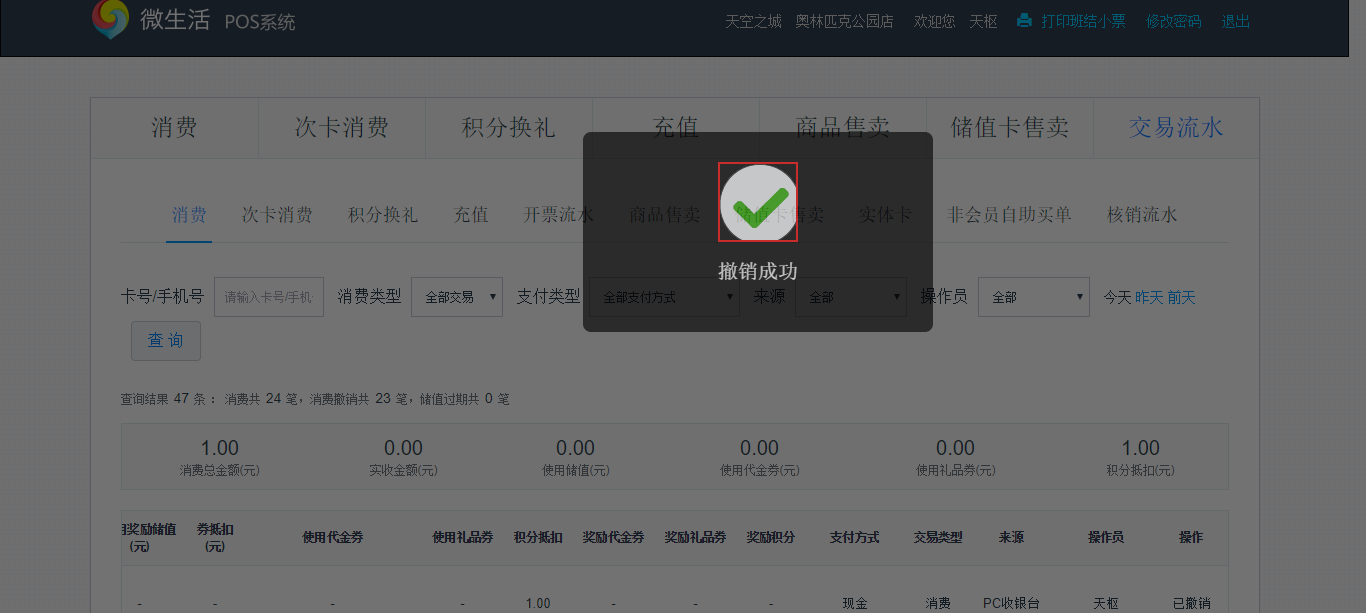 微生活 POS系统
天空之城 奥林匹克公园店 欢迎您 天枢 打印班结小票 修改密码 退出
消费 次卡消费 积分换礼 充值 商品售卖 储值卡售卖 交易流水
消费 次卡消费 积分换礼 充值 开票流水 商品售卖 储值卡售卖 实体卡 非会员自助买单 核销流水
撤销成功
卡号/手机号 请输入卡号/手机 消费类型 全部交易 支付类型 全部支付方式 来源 全部 操作员 全部 今天 昨天 前天
查 询
查询结果 47 条 : 消费共 24 笔, 消费撤销共 23 笔, 储值过期共 0 笔
1.00 0.00 0.00 0.00 0.00 1.00
消费总金额(元) 实收金额(元) 使用储值(元) 使用代金券(元) 使用礼品券(元) 积分抵扣(元)
奖励储值(元) 券抵扣(元) 使用代金券 使用礼品券 积分抵扣 奖励代金券 奖励礼品券 奖励积分 支付方式 交易类型 来源 操作员 操作
- - - - 1.00 - - - 现金 消费 PC收银台 天枢 已撤销